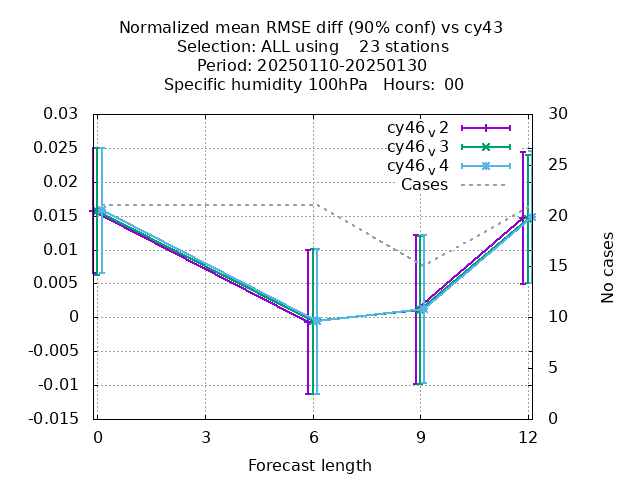 Normalized mean RMSE diff (90% conf) vs cy43
Selection: ALL using    23 stations
Period: 20250110-20250130
Specific humidity 100hPa   Hours: 00
0.03
0.025
0.02
0.015
0.01
0.005
0
-0.005
-0.01
-0.015
30
25
20
15
10
5
0
cy46v2
cy46v3
cy46v4
Cases
No cases
0 3 6 9 12
Forecast length